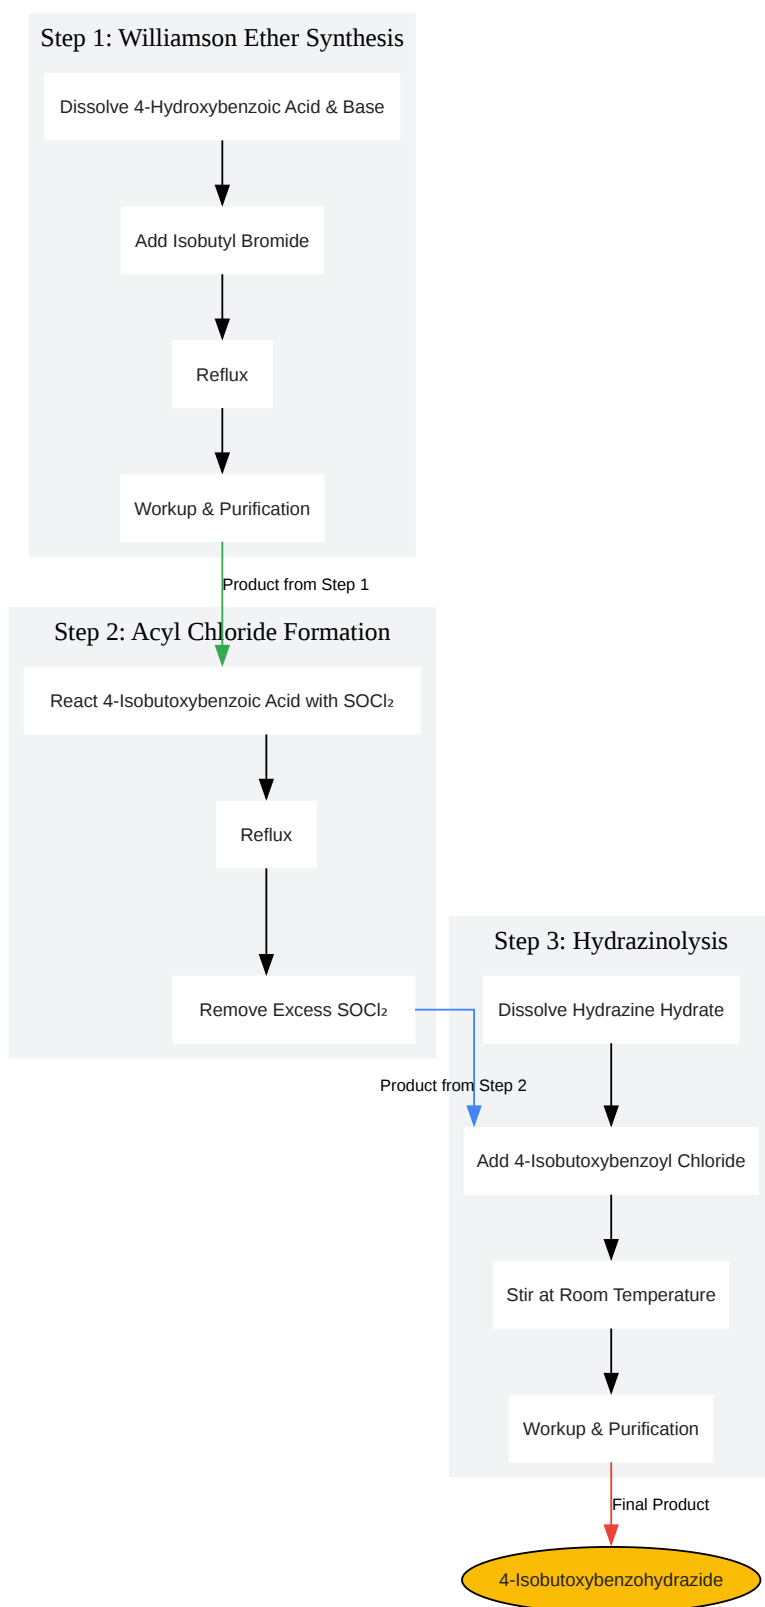 Step 1: Williamson Ether Synthesis
Dissolve 4-Hydroxybenzoic Acid & Base
Add Isobutyl Bromide
Reflux
Workup & Purification
Product from Step 1
Step 2: Acyl Chloride Formation
React 4-Isobutoxybenzoic Acid with SOCl₂
Reflux
Remove Excess SOCl₂
Product from Step 2
Step 3: Hydrazinolysis
Dissolve Hydrazine Hydrate
Add 4-Isobutoxybenzoyl Chloride
Stir at Room Temperature
Workup & Purification
Final Product
4-Isobutoxybenzohydrazide